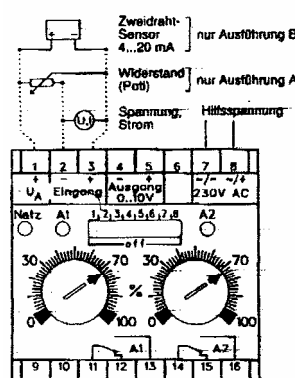 Zweidraht-
Sensor
4...20 mA
nur Ausführung B
Widerstand
(Poti)
nur Ausführung A
U,I
Spannung,
Strom
Hilfsspannung
1 2 3 4 5 6 7 8
+ - + - + -/~ ~/+
UA Eingang Ausgang 0..10V 230V AC
Netz A1 1,2,3,4,5,6,7,8 A2
off
30 70 30 70
%
0 100 0 100
A1 A2
9 10 11 12 13 14 15 16